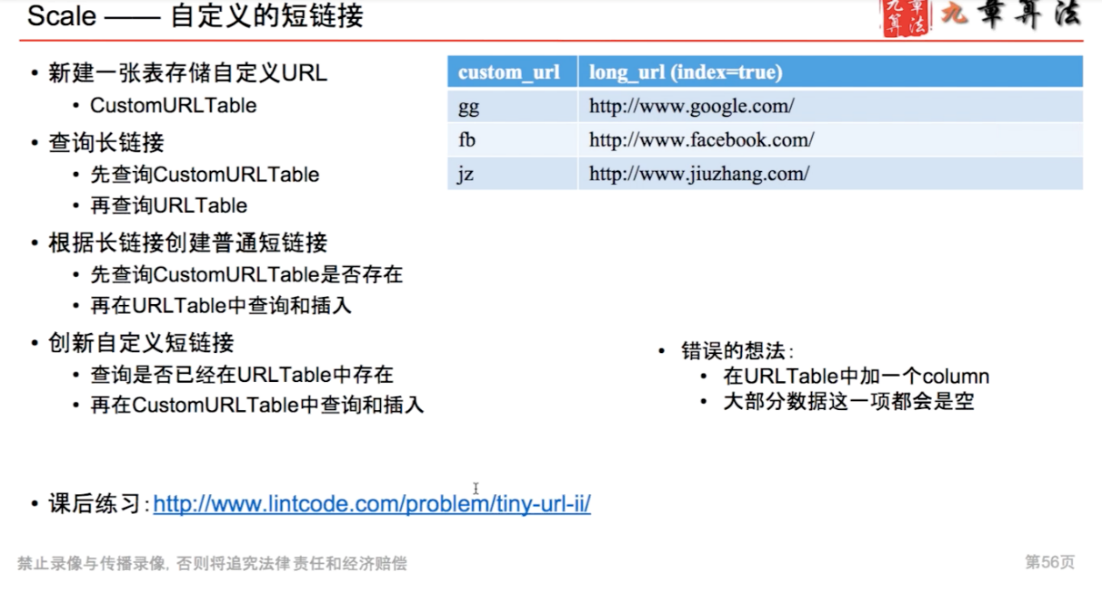 Scale —— 自定义的短链接
九章算法
九章算法
• 新建一张表存储自定义URL
• CustomURLTable
• 查询长链接
• 先查询CustomURLTable
• 再查询URLTable
• 根据长链接创建普通短链接
• 先查询CustomURLTable是否存在
• 再在URLTable中查询和插入
• 创新自定义短链接
• 查询是否已经在URLTable中存在
• 再在CustomURLTable中查询和插入
custom_url long_url (index=true)
gg http://www.google.com/
fb http://www.facebook.com/
jz http://www.jiuzhang.com/
• 错误的想法：
• 在URLTable中加一个column
• 大部分数据这一项都会是空
• 课后练习：http://www.lintcode.com/problem/tiny-url-ii/
禁止录像与传播录像, 否则将追究法律责任和经济赔偿
第56页